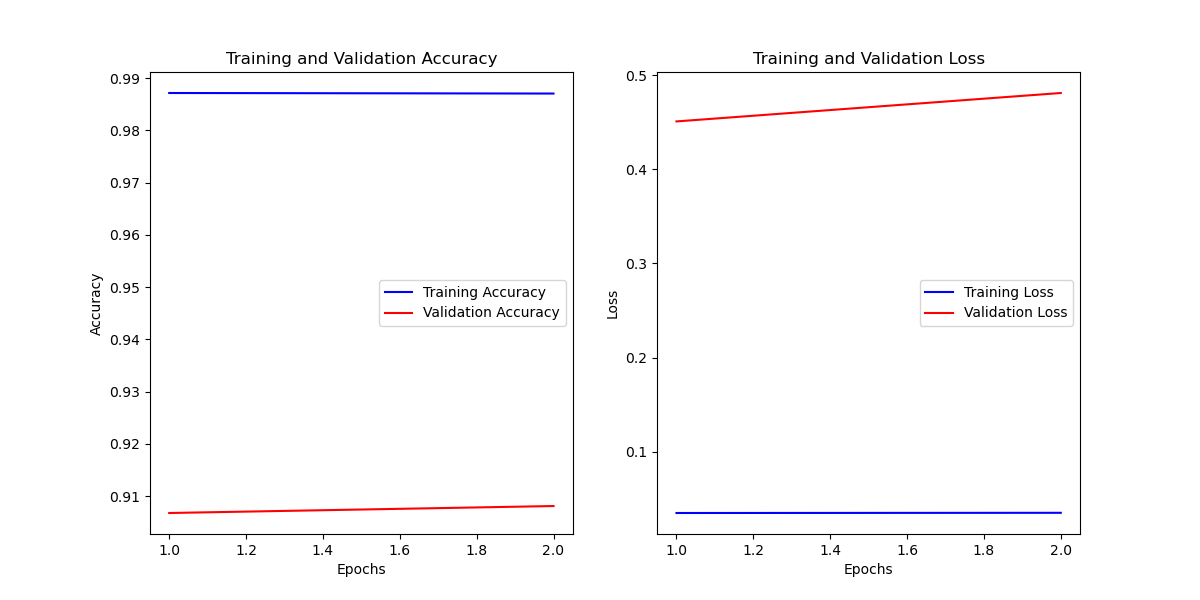 Training and Validation Accuracy
0.99
0.98
0.97
0.96
0.95
0.94
0.93
0.92
0.91
Accuracy
Training Accuracy
Validation Accuracy
1.0 1.2 1.4 1.6 1.8 2.0
Epochs
Training and Validation Loss
0.5
0.4
0.3
0.2
0.1
Loss
Training Loss
Validation Loss
1.0 1.2 1.4 1.6 1.8 2.0
Epochs